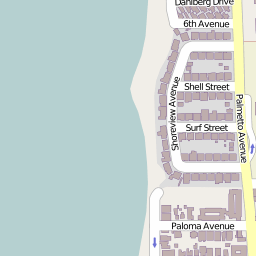 Dahlberg Drive
6th Avenue
Shell Street
Shoreview Avenue
Palmetto Avenue
Surf Street
Paloma Avenue